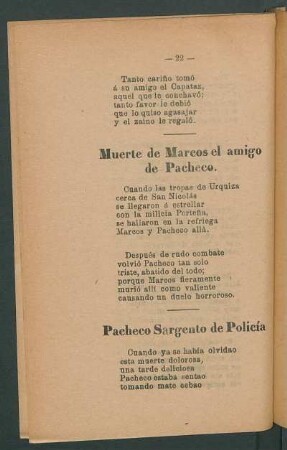 — 22 —
Tanto cariño tomó
á su amigo el Capataz,
aquel que lo conchavó;
tanto favor le debió
que lo quiso agasajar
y el zaino le regaló.
Muerte de Marcos el amigo
de Pacheco.
Cuando las tropas de Urquiza
cerca de San Nicolás
se llegaron á estrellar
con la milicia Porteña,
se hallaron en la refriega
Marcos y Pacheco allá.
Después de rudo combate
volvió Pacheco tan solo
triste, abatido del todo;
porque Marcos fieramente
murió allí como valiente
causando un duelo horroroso.
Pacheco Sargento de Policía
Cuando ya se había olvidao
esta muerte dolorosa,
una tarde deliciosa
Pacheco estaba sentao
tomando mate sebao